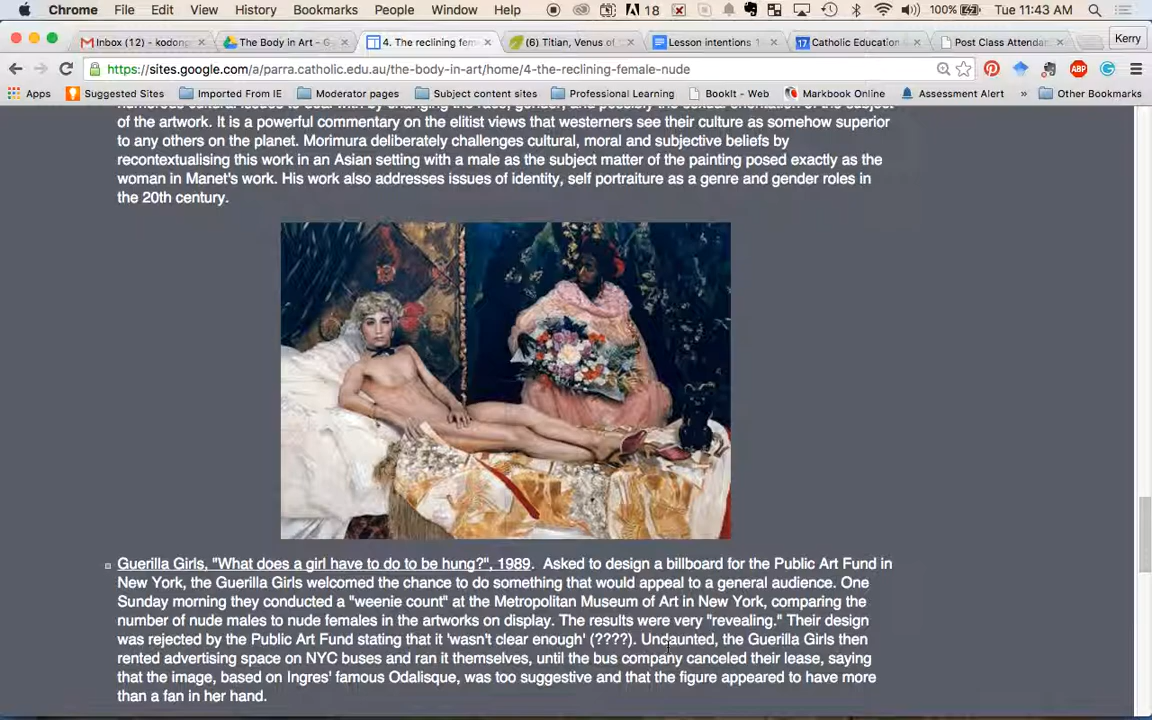 Chrome File Edit View History Bookmarks People Window Help 18 100% Tue 11:43 AM
Inbox (12) - kodonp
The Body in Art - G
4. The reclining fem
(6) Titian, Venus of
Lesson intentions
17 Catholic Education
Post Class Attendan
Kerry
https://sites.google.com/a/parra.catholic.edu.au/the-body-in-art/home/4-the-reclining-female-nude
ABP
Apps Suggested Sites Imported From IE Moderator pages Subject content sites Professional Learning BookIt - Web Markbook Online Assessment Alert » Other Bookmarks
of the artwork. It is a powerful commentary on the elitist views that westerners see their culture as somehow superior
to any others on the planet. Morimura deliberately challenges cultural, moral and subjective beliefs by
recontextualising this work in an Asian setting with a male as the subject matter of the painting posed exactly as the
woman in Manet's work. His work also addresses issues of identity, self portraiture as a genre and gender roles in
the 20th century.
Guerilla Girls, "What does a girl have to do to be hung?", 1989. Asked to design a billboard for the Public Art Fund in
New York, the Guerilla Girls welcomed the chance to do something that would appeal to a general audience. One
Sunday morning they conducted a "weenie count" at the Metropolitan Museum of Art in New York, comparing the
number of nude males to nude females in the artworks on display. The results were very "revealing." Their design
was rejected by the Public Art Fund stating that it 'wasn't clear enough' (????). Undaunted, the Guerilla Girls then
rented advertising space on NYC buses and ran it themselves, until the bus company canceled their lease, saying
that the image, based on Ingres' famous Odalisque, was too suggestive and that the figure appeared to have more
than a fan in her hand.